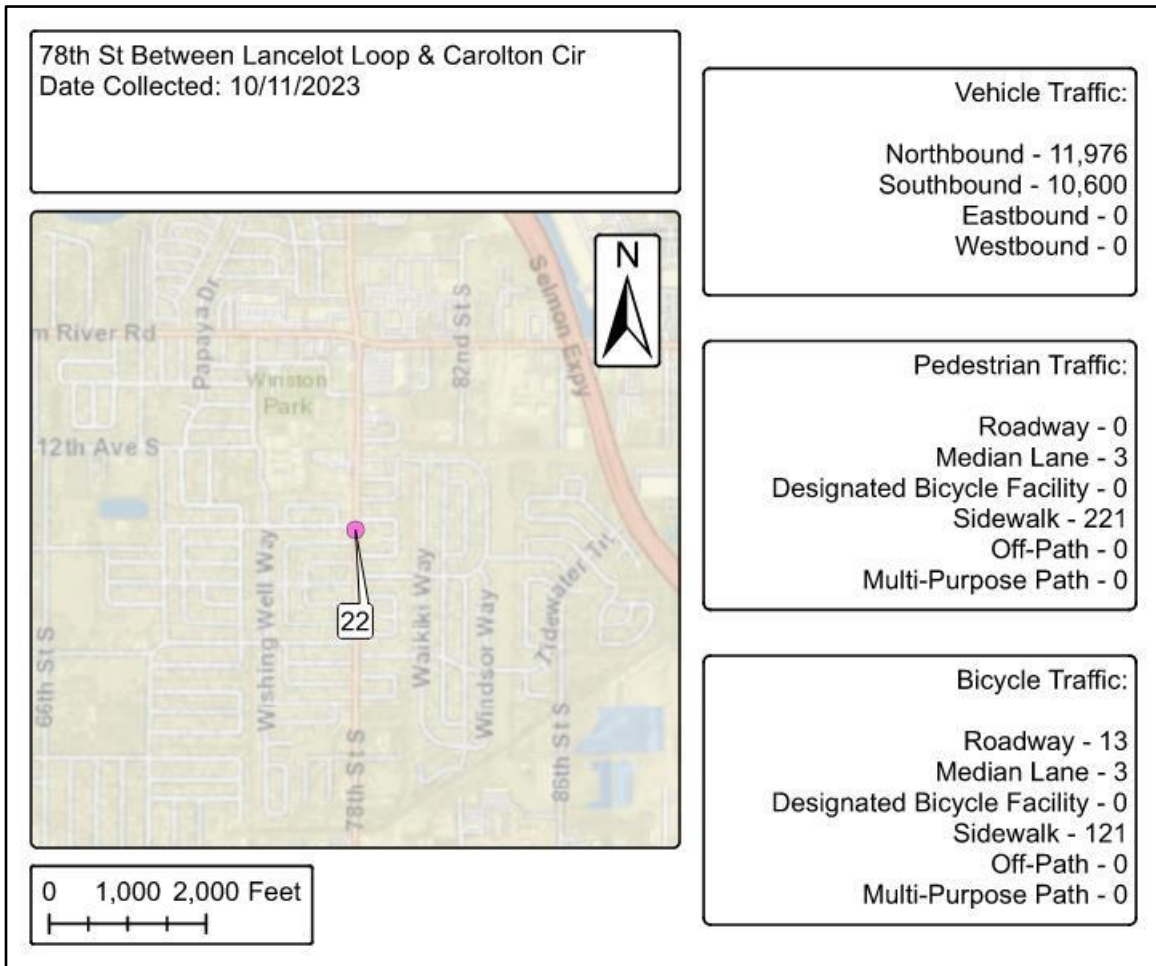 78th St Between Lancelot Loop & Carolton Cir
Date Collected: 10/11/2023
Vehicle Traffic:
Northbound - 11,976
Southbound - 10,600
Eastbound - 0
Westbound - 0
Pedestrian Traffic:
Roadway - 0
Median Lane - 3
Designated Bicycle Facility - 0
Sidewalk - 221
Off-Path - 0
Multi-Purpose Path - 0
Bicycle Traffic:
Roadway - 13
Median Lane - 3
Designated Bicycle Facility - 0
Sidewalk - 121
Off-Path - 0
Multi-Purpose Path - 0
N
Selmon Expy
m River Rd
Papaya Dr
82nd St S
Winston
Park
12th Ave S
Wishing Well Way
Waikiki Way
Windsor Way
Tidewater Trl
22
66th St S
78th St S
86th St S
0 1,000 2,000 Feet